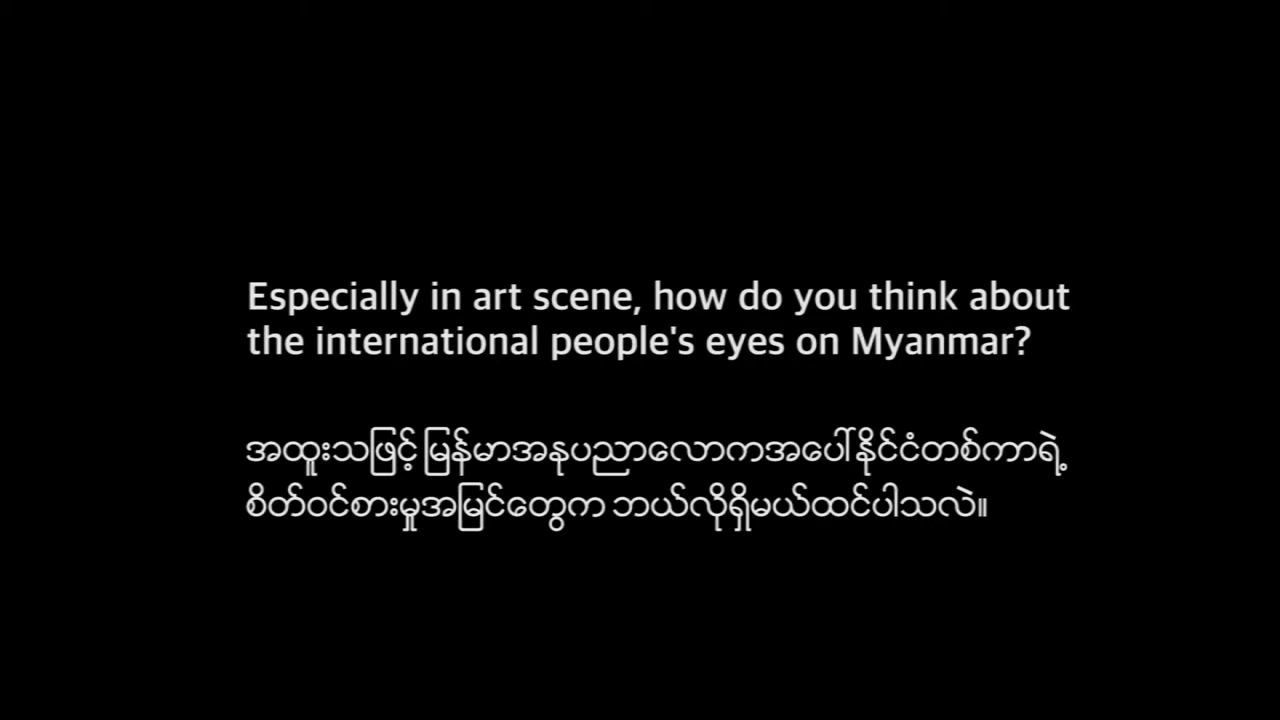 Especially in art scene, how do you think about
the international people's eyes on Myanmar?
အထူးသဖြင့် မြန်မာအနုပညာလောကအပေါ် နိုင်ငံတစ်ကာရဲ့
စိတ်ဝင်စားမှုအမြင်တွေက ဘယ်လိုရှိမယ်ထင်ပါသလဲ။